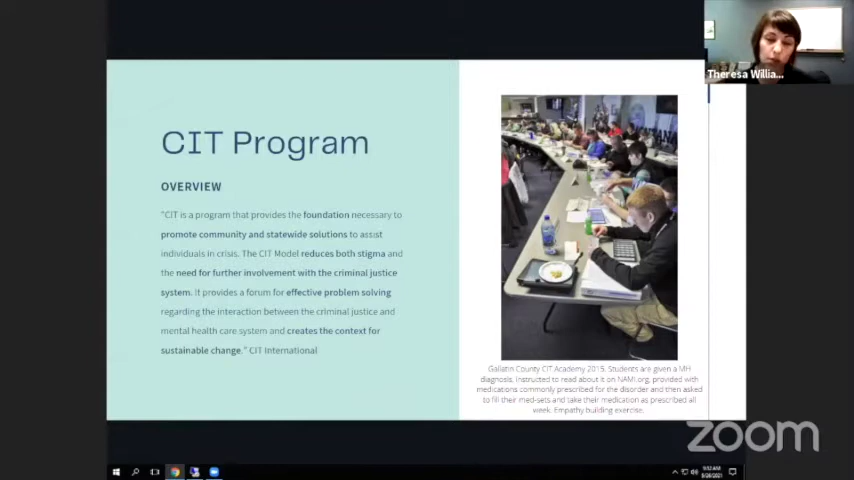 Theresa Willia...
CIT Program
OVERVIEW
"CIT is a program that provides the foundation necessary to
promote community and statewide solutions to assist
individuals in crisis. The CIT Model reduces both stigma and
the need for further involvement with the criminal justice
system. It provides a forum for effective problem solving
regarding the interaction between the criminal justice and
mental health care system and creates the context for
sustainable change." CIT International
Gallatin County CIT Academy 2015. Students are given a MH
diagnosis, instructed to read about it on NAMI.org, provided with
medications commonly prescribed for the disorder and then asked
to fill their med-sets and take their medication as prescribed all
week. Empathy building exercise.
zoom